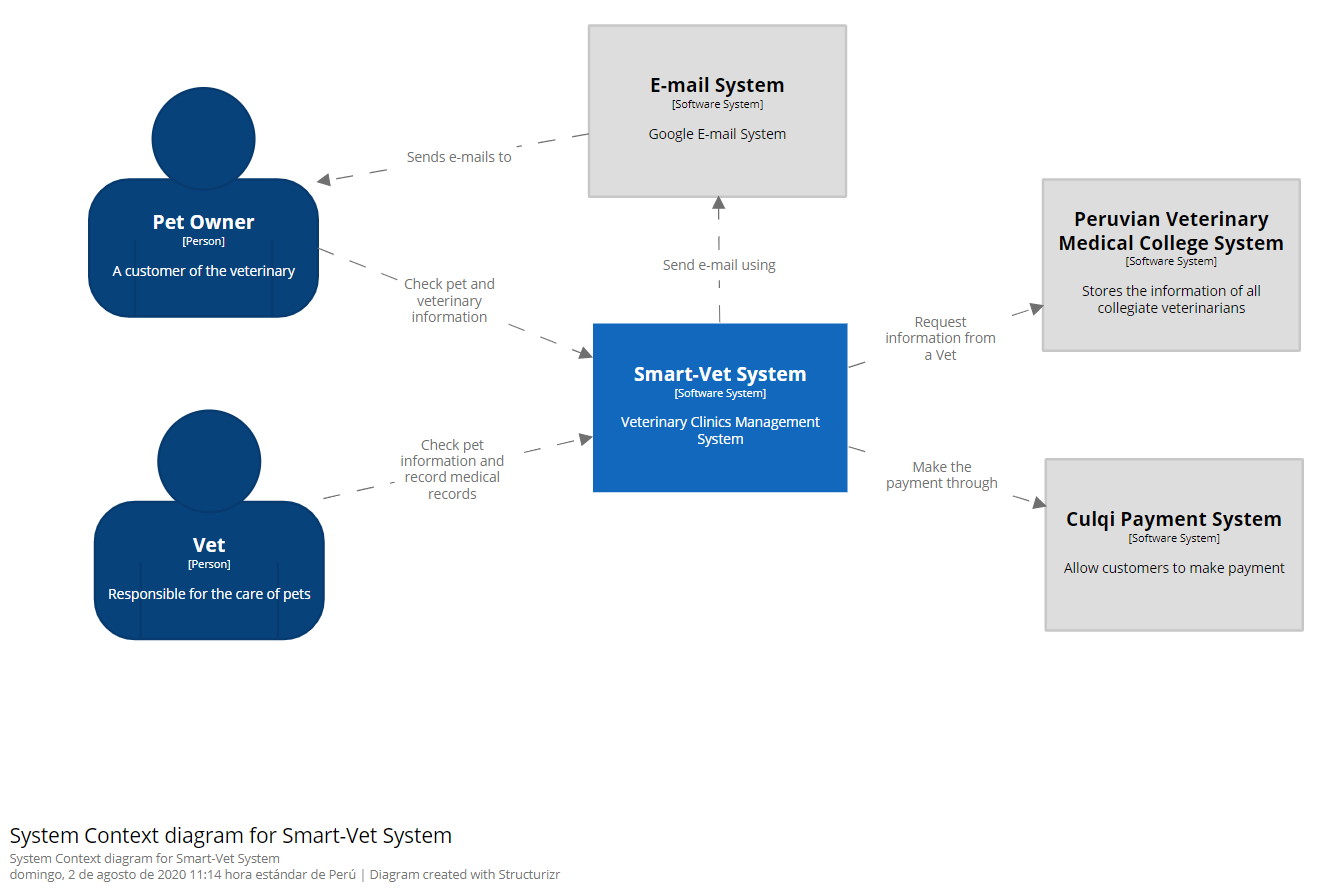 E-mail System
[Software System]
Google E-mail System
Sends e-mails to
Pet Owner
[Person]
A customer of the veterinary
Peruvian Veterinary
Medical College System
[Software System]
Stores the information of all
collegiate veterinarians
Send e-mail using
Check pet and
veterinary
information
Request
information from
a Vet
Smart-Vet System
[Software System]
Veterinary Clinics Management
System
Check pet
information and
record medical
records
Make the
payment through
Vet
[Person]
Responsible for the care of pets
Culqi Payment System
[Software System]
Allow customers to make payment
System Context diagram for Smart-Vet System
System Context diagram for Smart-Vet System
domingo, 2 de agosto de 2020 11:14 hora estándar de Perú | Diagram created with Structurizr